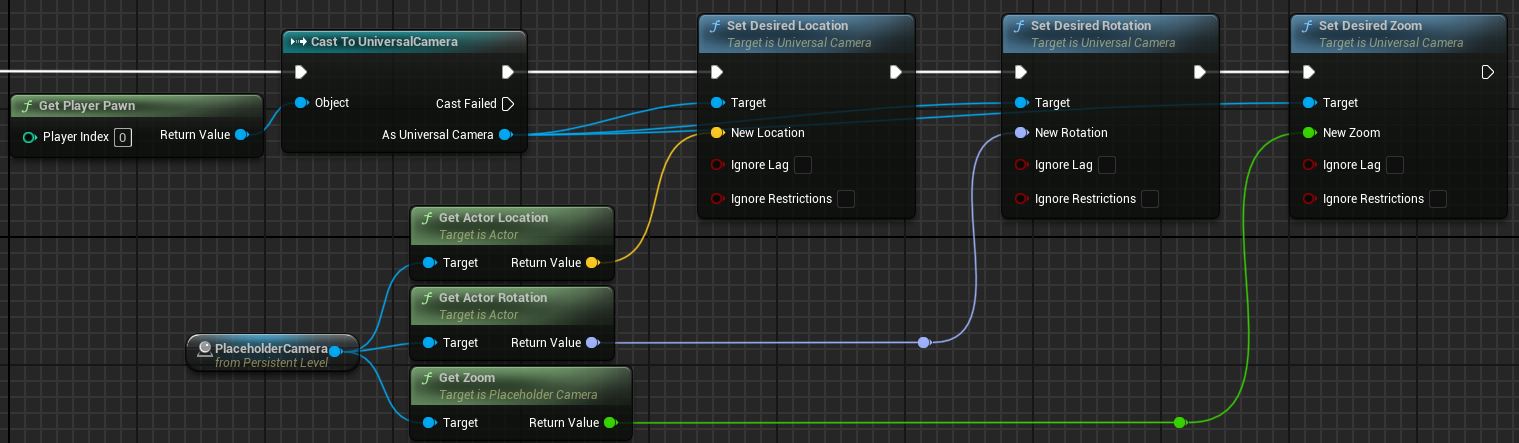 Cast To UniversalCamera
Object
Cast Failed
As Universal Camera
Get Player Pawn
Player Index 0
Return Value
Set Desired Location
Target is Universal Camera
Target
New Location
Ignore Lag
Ignore Restrictions
Set Desired Rotation
Target is Universal Camera
Target
New Rotation
Ignore Lag
Ignore Restrictions
Set Desired Zoom
Target is Universal Camera
Target
New Zoom
Ignore Lag
Ignore Restrictions
Get Actor Location
Target is Actor
Target Return Value
Get Actor Rotation
Target is Actor
Target Return Value
PlaceholderCamera
from Persistent Level
Get Zoom
Target is Placeholder Camera
Target Return Value